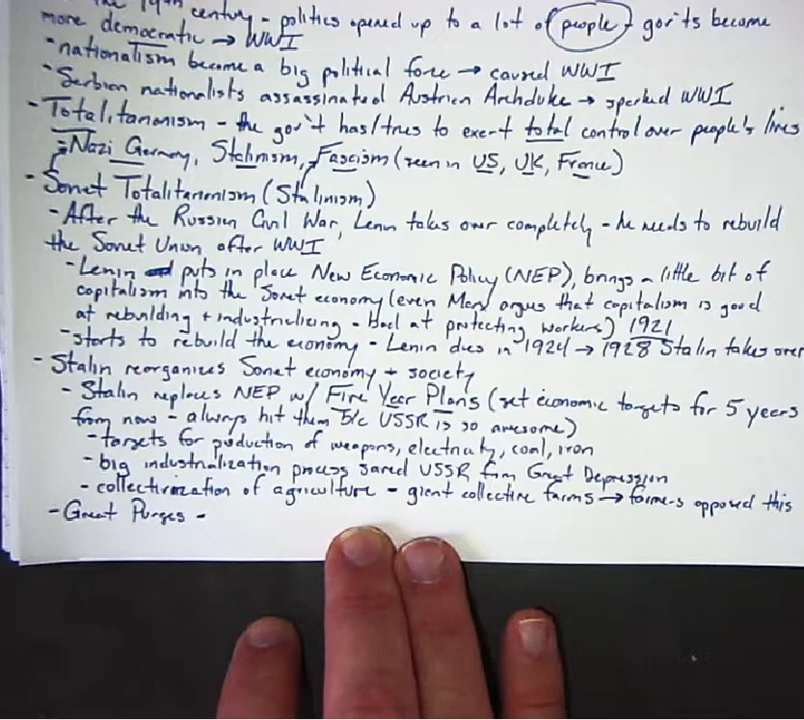 the 19th century - politics opened up to a lot of people + gov'ts become
more democratic → WWI
- nationalism become a big political force → caused WWI
- Serbian nationalists assassinated Austrian Archduke → sparked WWI
- Totalitarianism - the gov't has/tries to exert total control over people's lives
- Nazi Germany, Stalinism, Fascism (seen in US, UK, France)
- Soviet Totalitarianism (Stalinism)
- After the Russian Civil War, Lenin takes over completely - he needs to rebuild
the Soviet Union after WWI
- Lenin puts in place New Economic Policy (NEP), brings a little bit of
capitalism into the Soviet economy (even Marx argues that capitalism is good
at rebuilding + industrializing - bad at protecting workers) 1921
- starts to rebuild the economy - Lenin dies in 1924 → 1928 Stalin takes over
- Stalin reorganizes Soviet economy + society
- Stalin replaces NEP w/ Five Year Plans (set economic targets for 5 years
from now - always hit them b/c USSR is so awesome)
- targets for production of weapons, electricity, coal, iron
- big industrialization process saved USSR from Great Depression
- collectivization of agriculture - giant collective farms → farmers opposed this
- Great Purges -